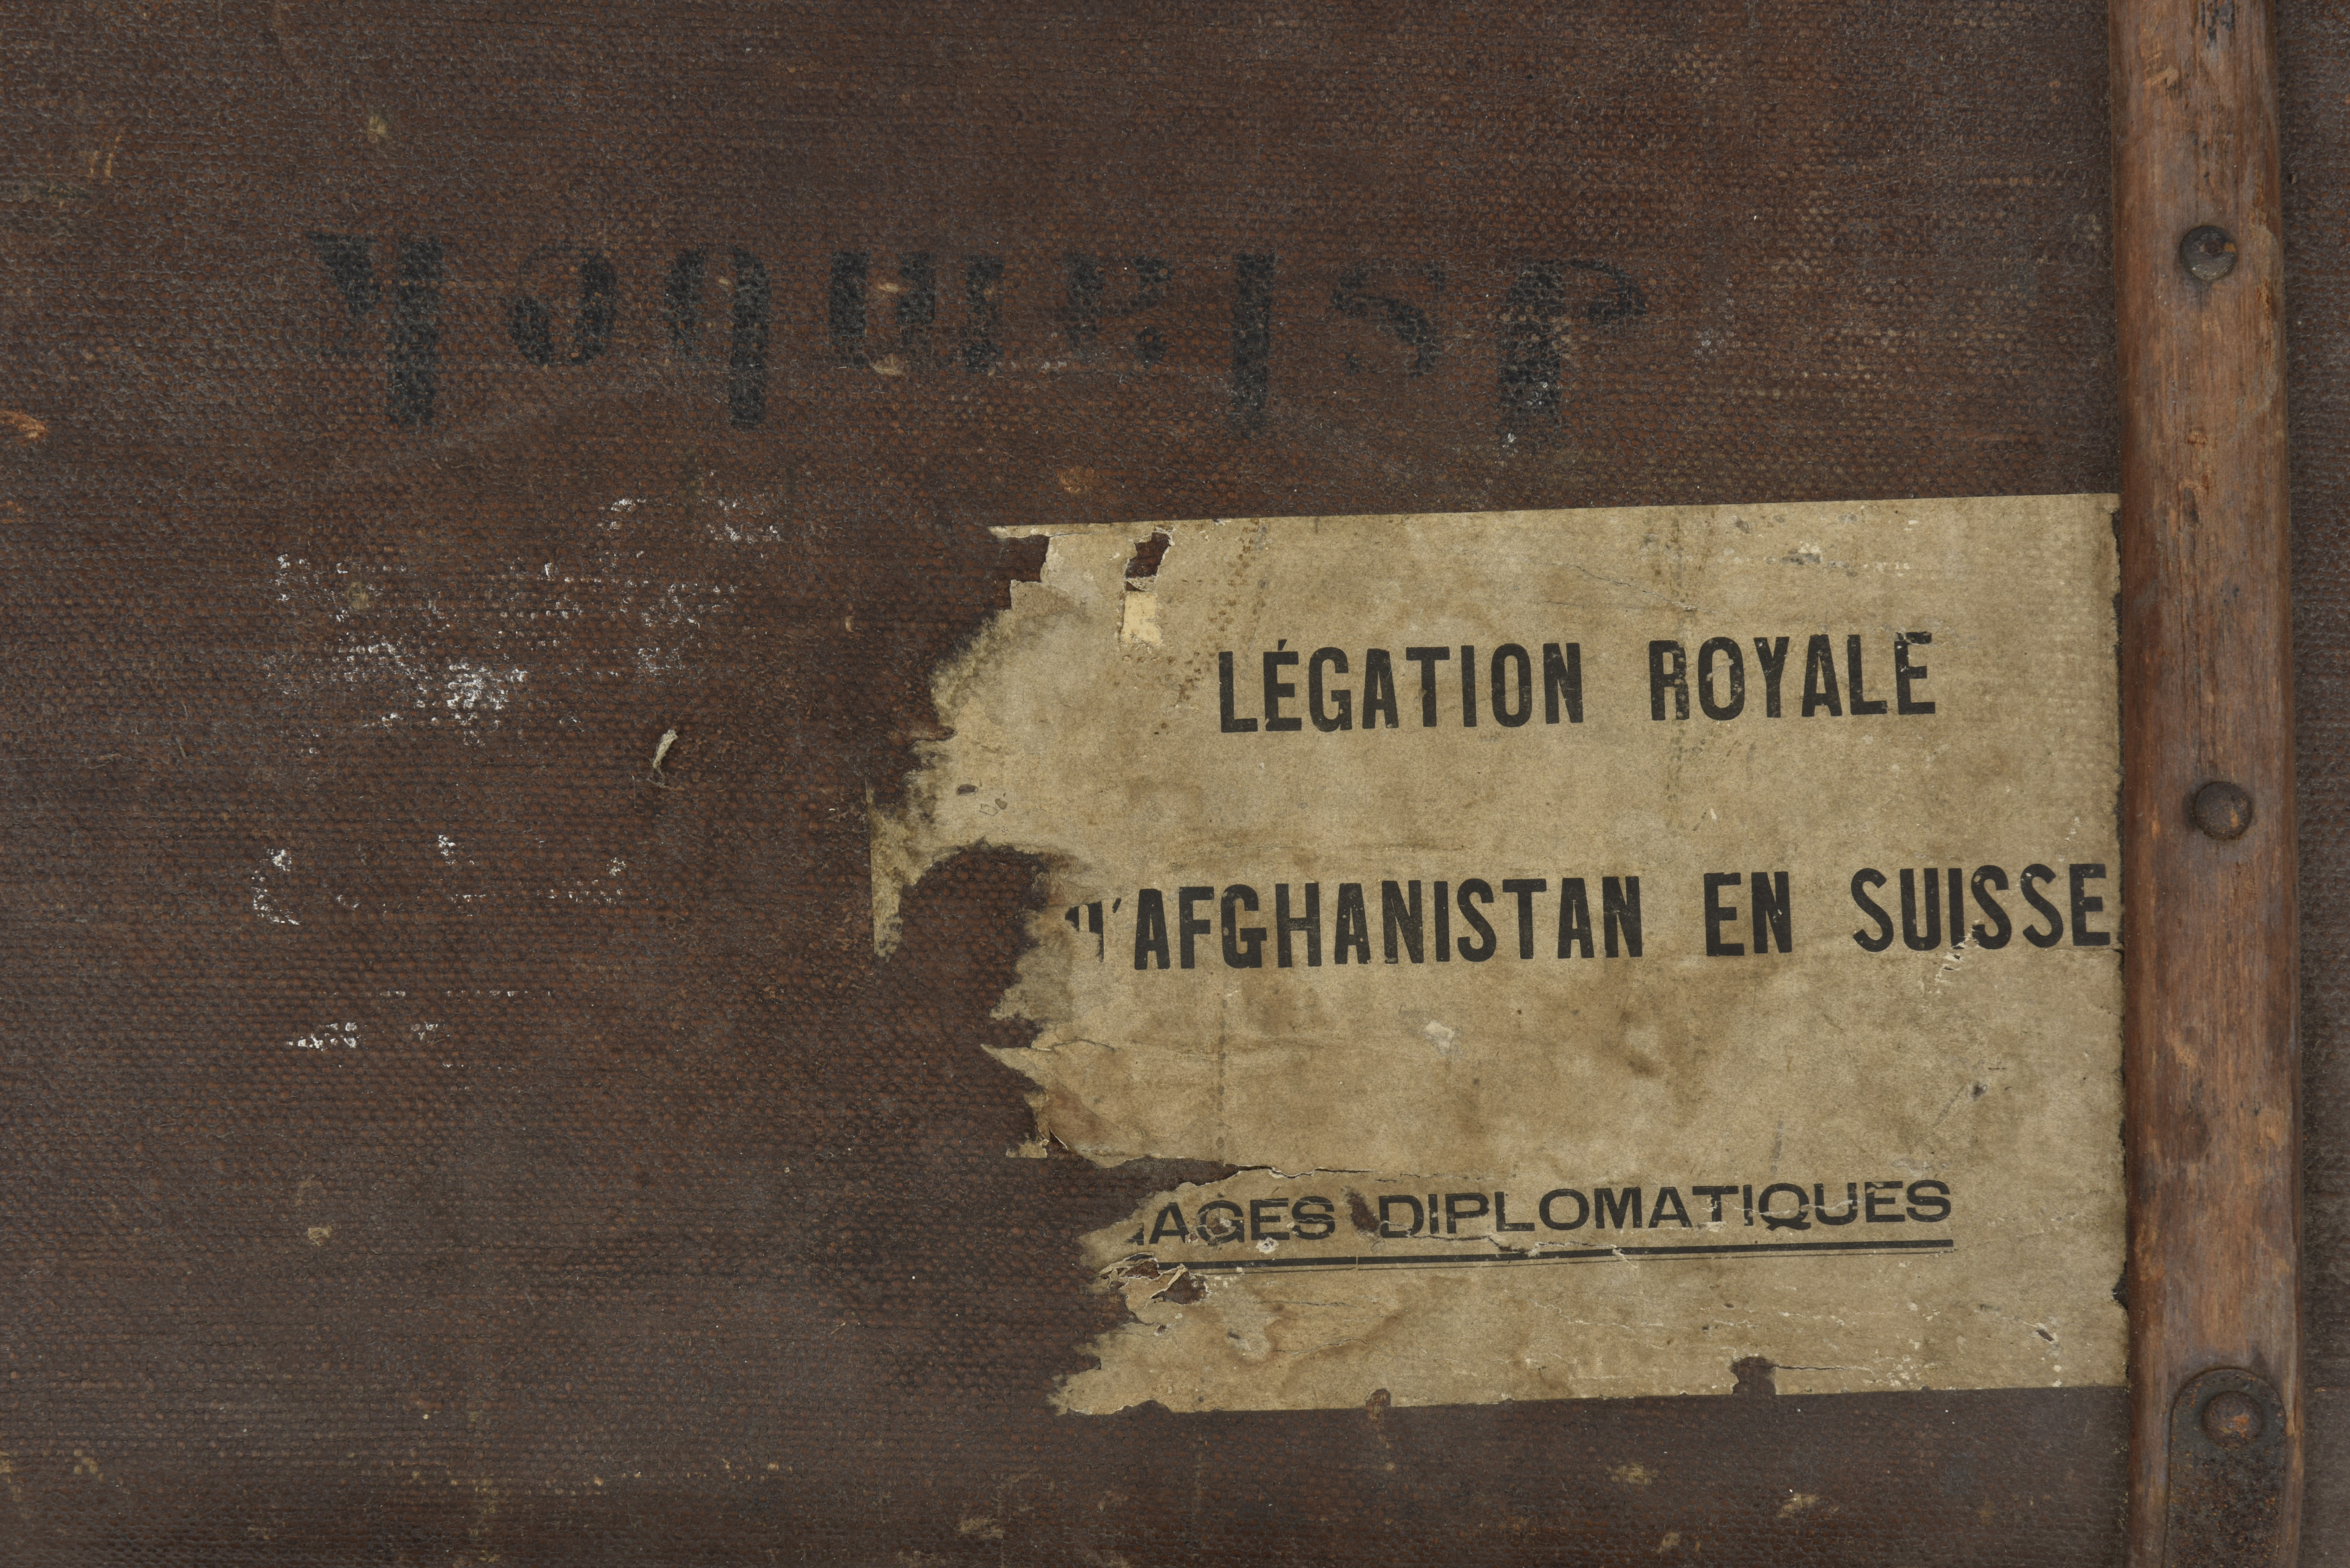 LÉGATION ROYALE
D'AFGHANISTAN EN SUISSE
AGES DIPLOMATIQUES